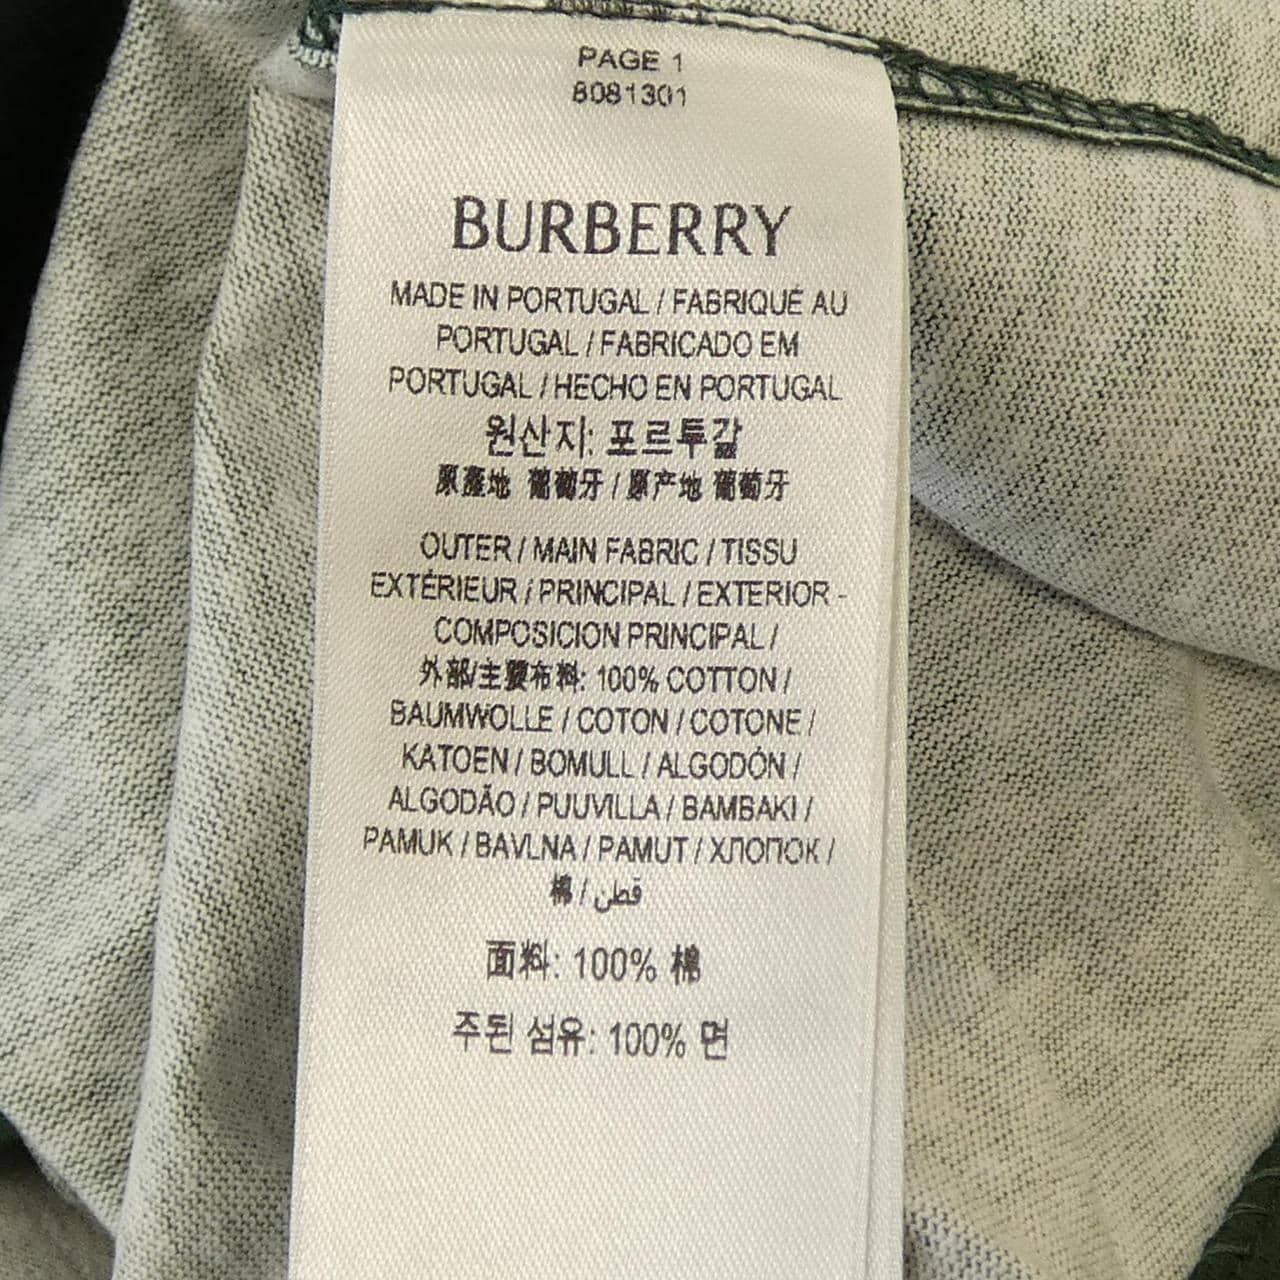 PAGE 1
8081301
BURBERRY
MADE IN PORTUGAL / FABRIQUÉ AU
PORTUGAL / FABRICADO EM
PORTUGAL / HECHO EN PORTUGAL
원산지: 포르투갈
原產地 葡萄牙 / 原产地 葡萄牙
OUTER / MAIN FABRIC / TISSU
EXTÉRIEUR / PRINCIPAL / EXTERIOR -
COMPOSICION PRINCIPAL /
外部/主要布料: 100% COTTON /
BAUMWOLLE / COTON / COTONE /
KATOEN / BOMULL / ALGODÓN /
ALGODÃO / PUUVILLA / BAMBAKI /
PAMUK / BAVLNA / PAMUT / ХЛОПОК /
棉 / قطن
面料: 100% 棉
주된 섬유: 100% 면